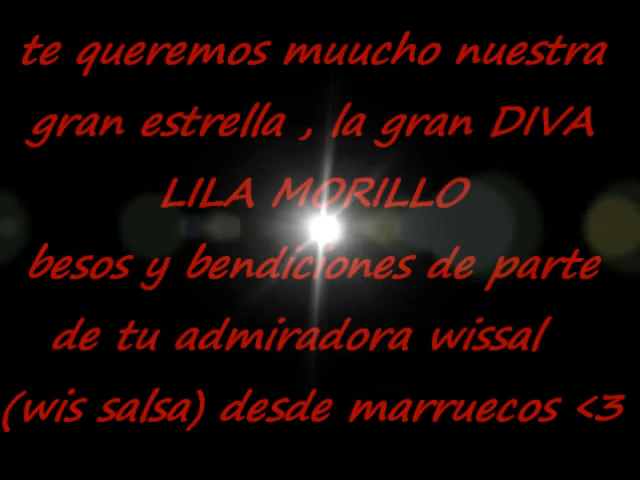 te queremos muucho nuestra
gran estrella , la gran DIVA
LILA MORILLO
besos y bendiciones de parte
de tu admiradora wissal
(wis salsa) desde marruecos <3